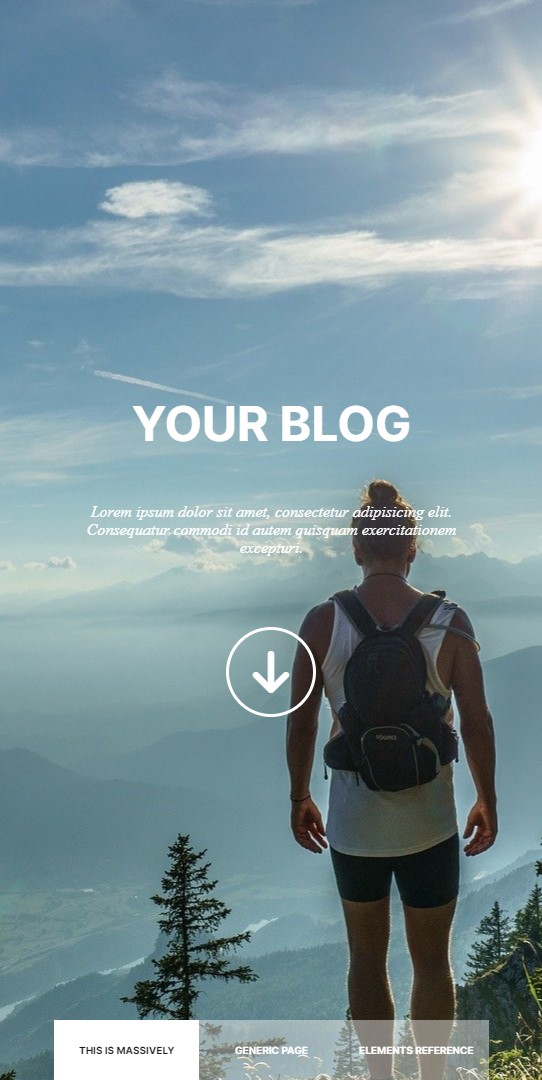 YOUR BLOG
Lorem ipsum dolor sit amet, consectetur adipisicing elit.
Consequatur commodi id autem quisquam exercitationem
excepturi.
THIS IS MASSIVELY
GENERIC PAGE
ELEMENTS REFERENCE